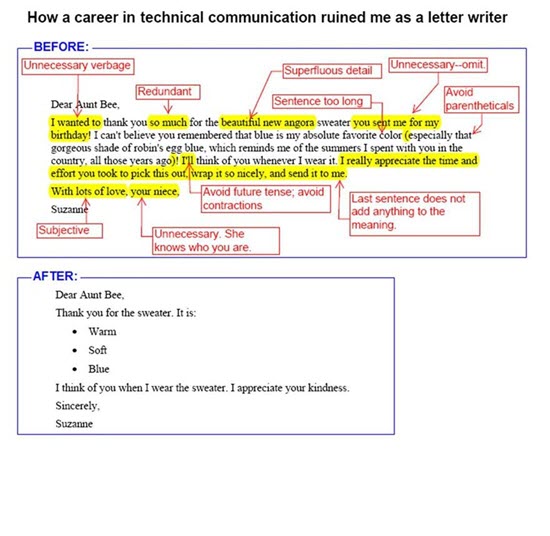 How a career in technical communication ruined me as a letter writer
BEFORE:
Unnecessary verbage
Redundant
Superfluous detail
Sentence too long
Unnecessary--omit.
Avoid
parentheticals
Dear Aunt Bee,
I wanted to thank you so much for the beautiful new angora sweater you sent me for my
birthday! I can't believe you remembered that blue is my absolute favorite color (especially that
gorgeous shade of robin's egg blue, which reminds me of the summers I spent with you in the
country, all those years ago)! I'll think of you whenever I wear it. I really appreciate the time and
effort you took to pick this out, wrap it so nicely, and send it to me.
With lots of love, your niece,
Suzanne
Subjective
Unnecessary. She
knows who you are.
Avoid future tense; avoid
contractions
Last sentence does not
add anything to the
meaning.
AFTER:
Dear Aunt Bee,
Thank you for the sweater. It is:
• Warm
• Soft
• Blue
I think of you when I wear the sweater. I appreciate your kindness.
Sincerely,
Suzanne